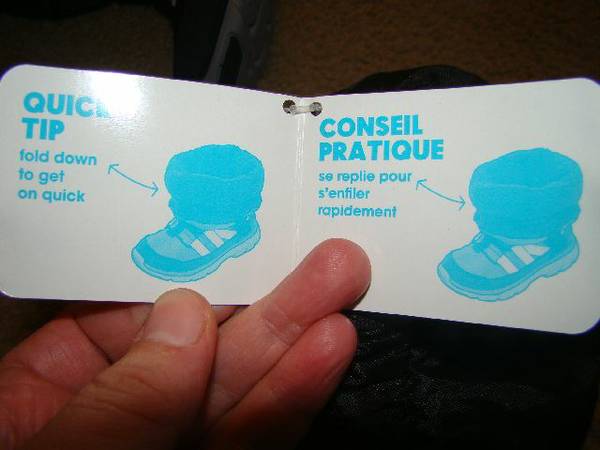 QUICK
TIP
fold down
to get
on quick
CONSEIL
PRATIQUE
se replie pour
s'enfiler
rapidement